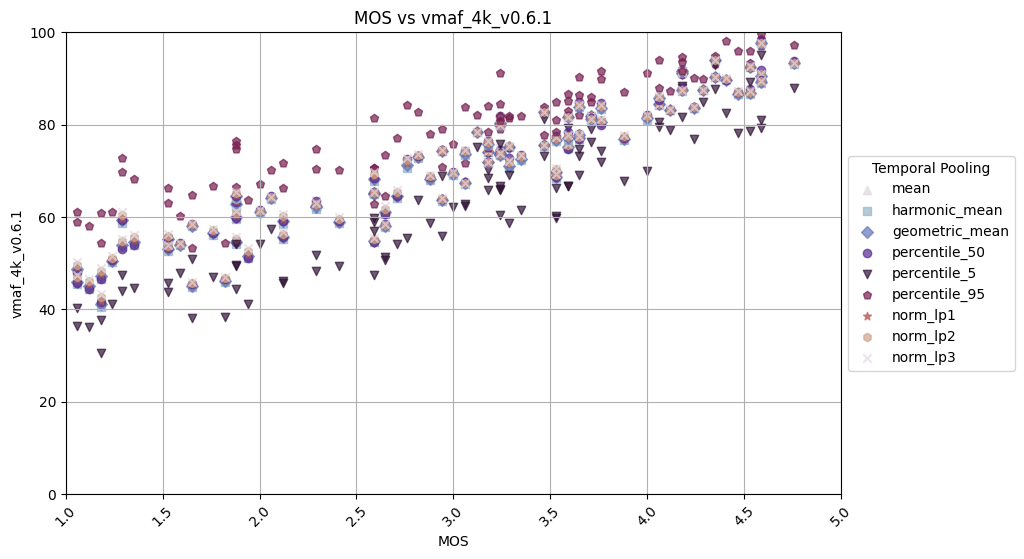 MOS vs vmaf_4k_v0.6.1
100
80
60
40
20
0
vmaf_4k_v0.6.1
1.0
1.5
2.0
2.5
3.0
3.5
4.0
4.5
5.0
MOS
Temporal Pooling
mean
harmonic_mean
geometric_mean
percentile_50
percentile_5
percentile_95
norm_lp1
norm_lp2
norm_lp3